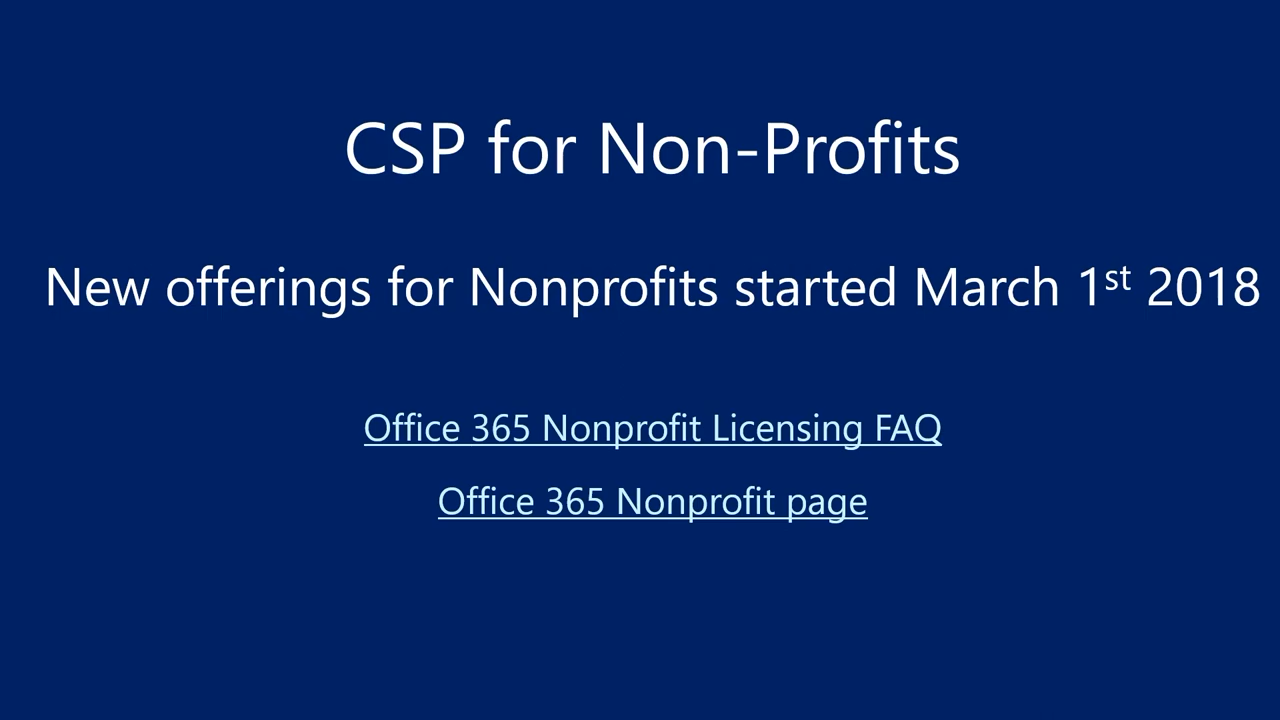 CSP for Non-Profits
New offerings for Nonprofits started March 1st 2018
Office 365 Nonprofit Licensing FAQ
Office 365 Nonprofit page